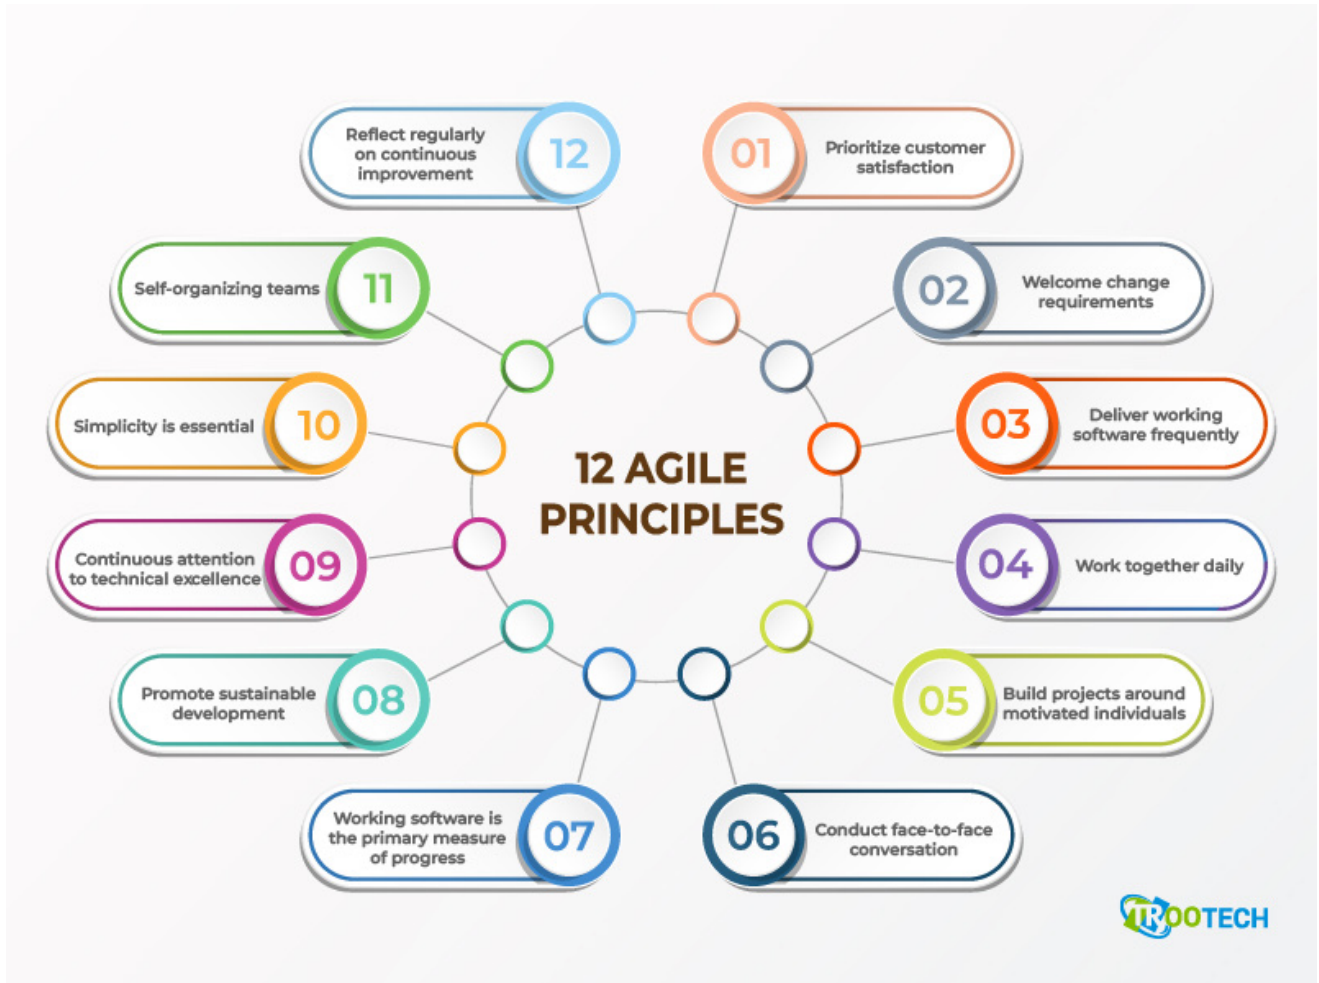 12 AGILE
PRINCIPLES
01
Prioritize customer
satisfaction
02
Welcome change
requirements
03
Deliver working
software frequently
04
Work together daily
05
Build projects around
motivated individuals
06
Conduct face-to-face
conversation
07
Working software is
the primary measure
of progress
08
Promote sustainable
development
09
Continuous attention
to technical excellence
10
Simplicity is essential
11
Self-organizing teams
12
Reflect regularly
on continuous
improvement
TROOTECH